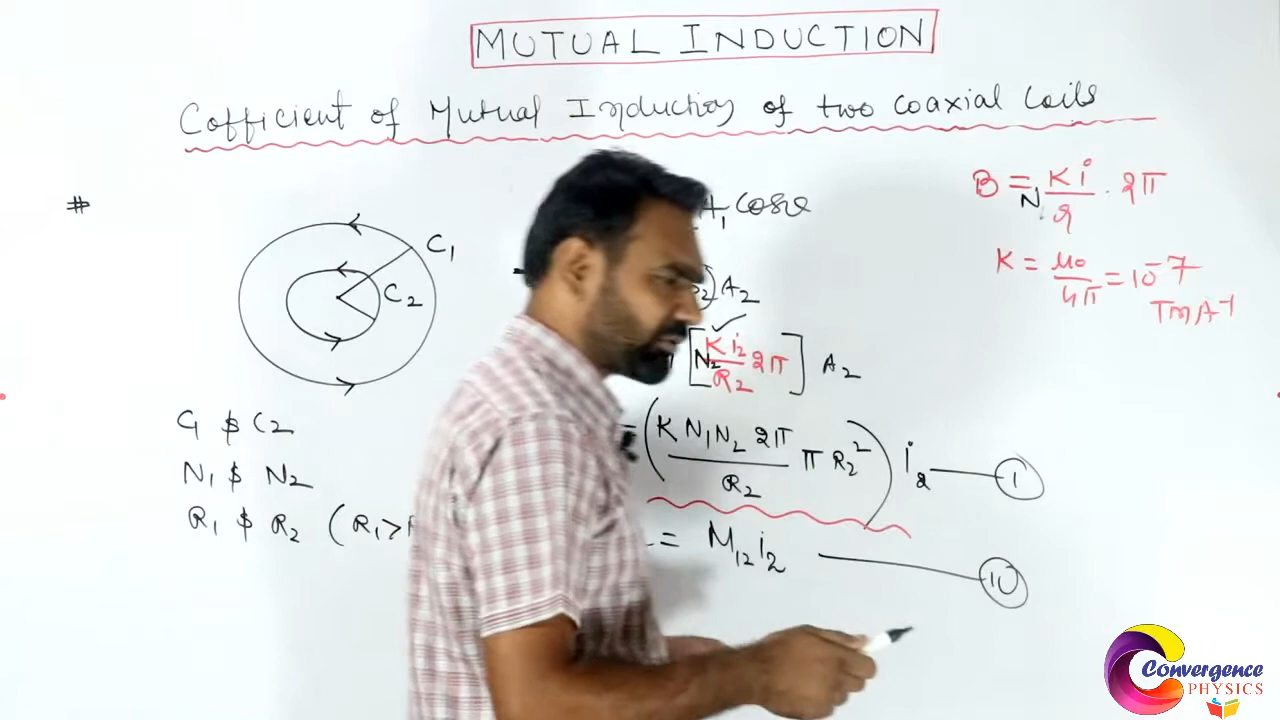 MUTUAL INDUCTION
Cofficient of Mutual Induction of two coaxial Coils
#
C1
C2
A1 cosθ
A2
[N2 K i2/R2 2π] A2
= (K N1 N2 2π/R2 π R2²) i2 — I
= M12 i2 — II
C1 & C2
N1 & N2
R1 & R2 (R1>
B = N K i/r . 2π
K = μ0/4π = 10^-7
TmA^-1
Convergence
PHYSICS